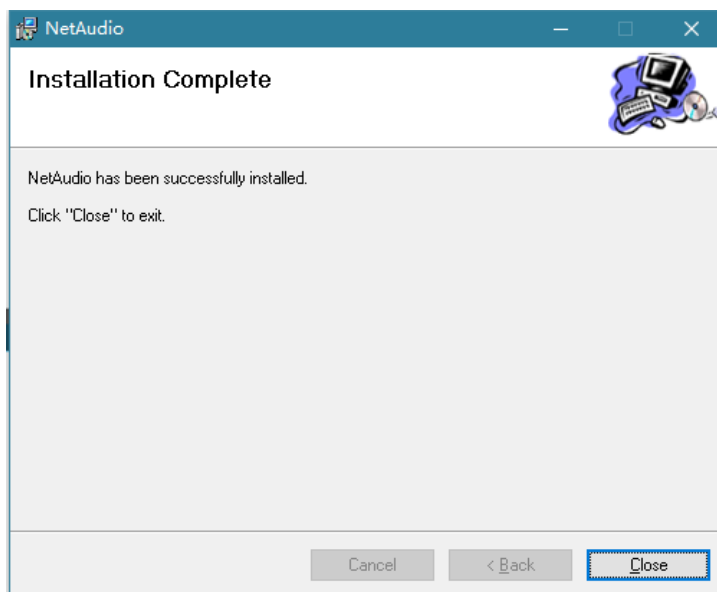 NetAudio
Installation Complete
NetAudio has been successfully installed.
Click "Close" to exit.
Cancel
< Back
Close